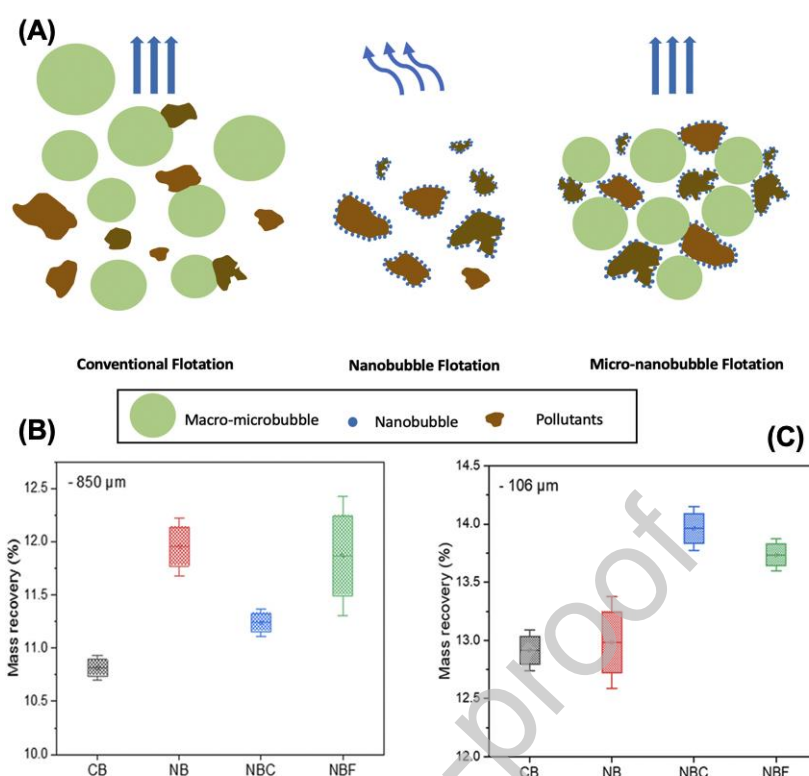 (A)
Conventional Flotation
Nanobubble Flotation
Micro-nanobubble Flotation
Macro-microbubble
Nanobubble
Pollutants
(B)
- 850 µm
Mass recovery (%)
12.5
12.0
11.5
11.0
10.5
10.0
CB NB NBC NBF
(C)
- 106 µm
Mass recovery (%)
14.5
14.0
13.5
13.0
12.5
12.0
CB NB NBC NBF
-proof